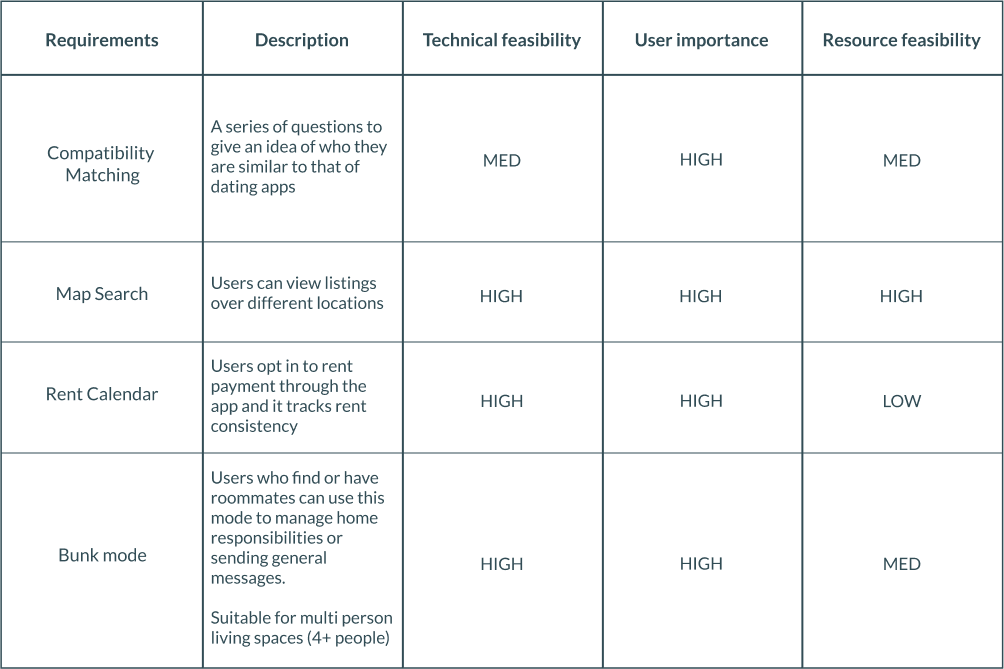 Requirements
Description
Technical feasibility
User importance
Resource feasibility
Compatibility
Matching
A series of questions to
give an idea of who they
are similar to that of
dating apps
MED
HIGH
MED
Map Search
Users can view listings
over different locations
HIGH
HIGH
HIGH
Rent Calendar
Users opt in to rent
payment through the
app and it tracks rent
consistency
HIGH
HIGH
LOW
Bunk mode
Users who find or have
roommates can use this
mode to manage home
responsibilities or
sending general
messages.
Suitable for multi person
living spaces (4+ people)
HIGH
HIGH
MED